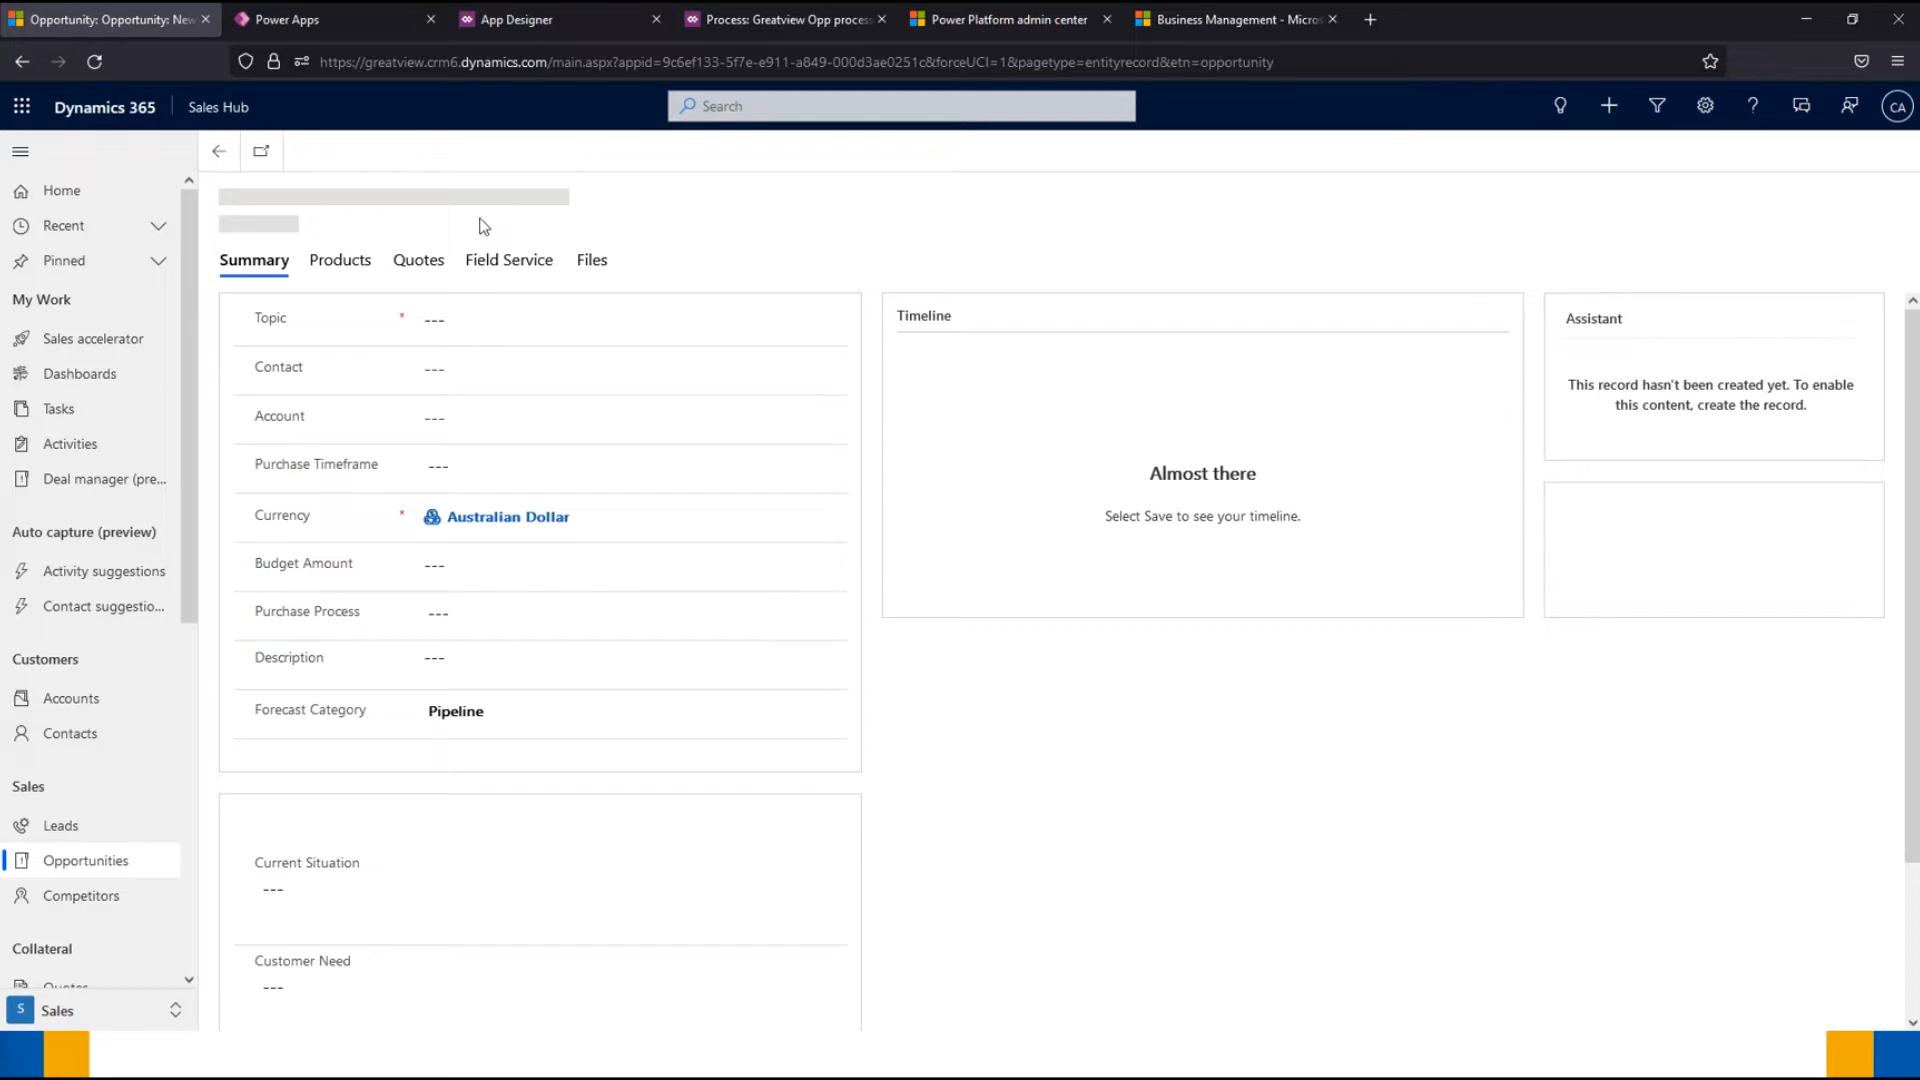 Opportunity: Opportunity: New
Power Apps
App Designer
Process: Greatview Opp process
Power Platform admin center
Business Management - Micros
https://greatview.crm6.dynamics.com/main.aspx?appid=9c6ef133-5f7e-e911-a849-000d3ae0251c&forceUCI=1&pagetype=entityrecord&etn=opportunity
Dynamics 365
Sales Hub
Search
CA
Home
Recent
Pinned
My Work
Sales accelerator
Dashboards
Tasks
Activities
Deal manager (pre...
Auto capture (preview)
Activity suggestions
Contact suggestio...
Customers
Accounts
Contacts
Sales
Leads
Opportunities
Competitors
Collateral
Quotes
S Sales
Summary
Products
Quotes
Field Service
Files
Topic * ---
Contact ---
Account ---
Purchase Timeframe ---
Currency * Australian Dollar
Budget Amount ---
Purchase Process ---
Description ---
Forecast Category Pipeline
Current Situation
---
Customer Need
---
Timeline
Almost there
Select Save to see your timeline.
Assistant
This record hasn't been created yet. To enable
this content, create the record.